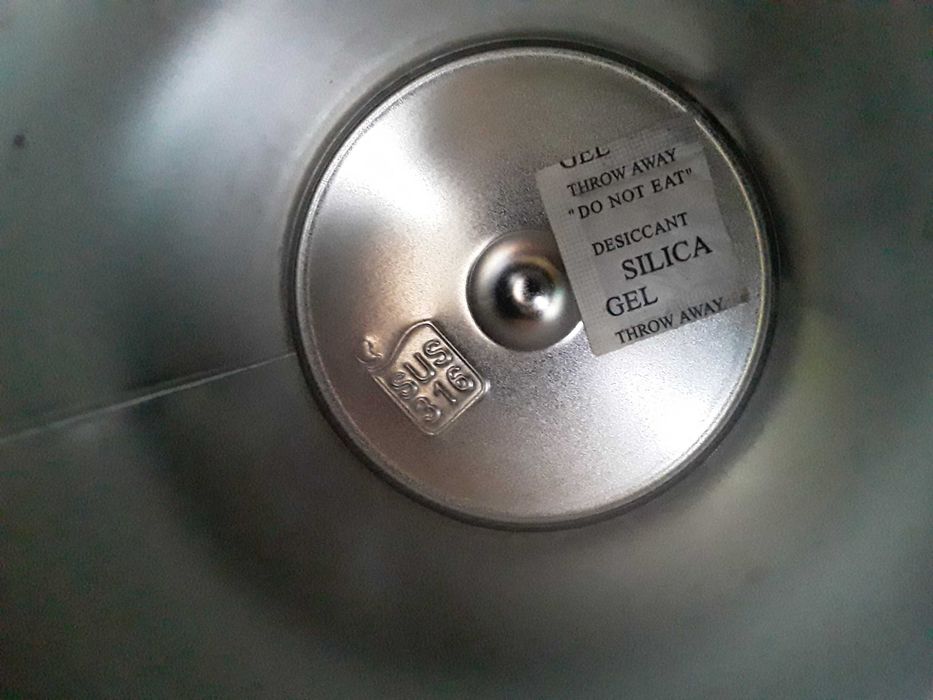 GEL
THROW AWAY
"DO NOT EAT"
DESICCANT
SILICA
GEL
THROW AWAY
SUS
316